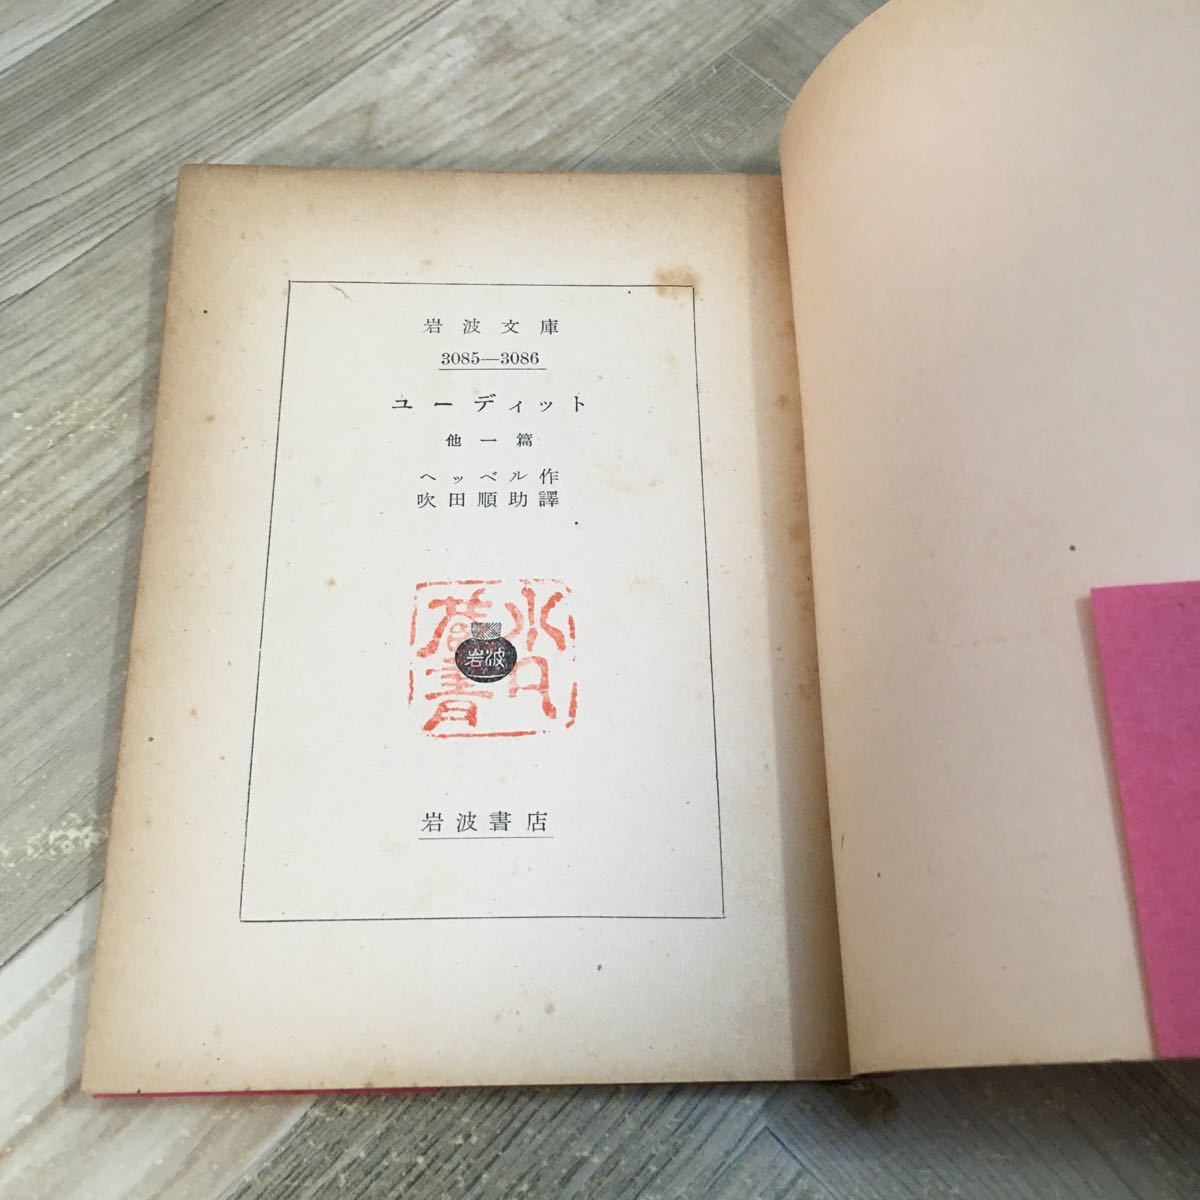 岩波文庫
3085—3086
ユーディット
他一篇
ヘッベル作
吹田順助譯
岩波
岩波書店